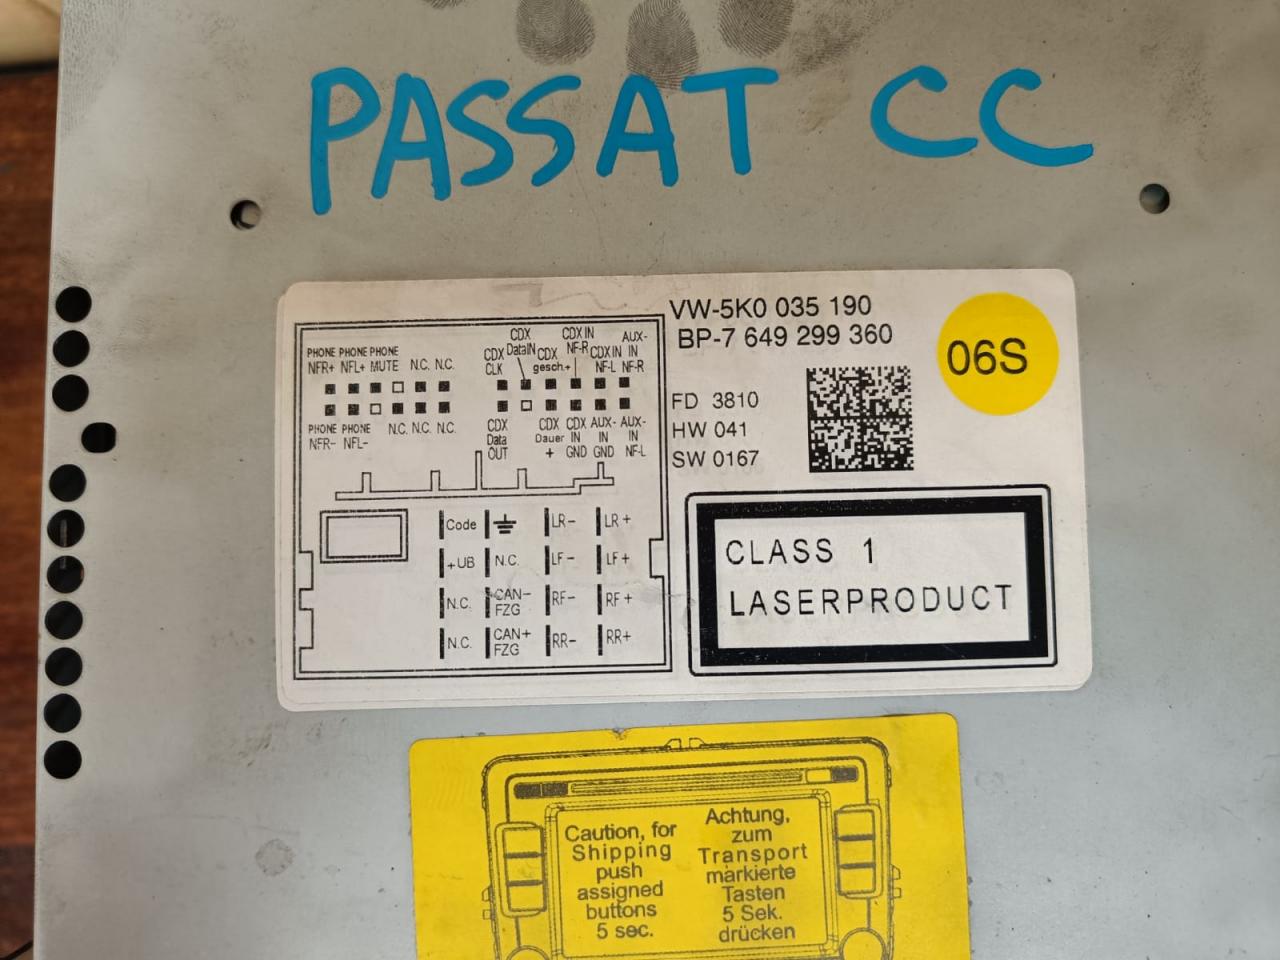 PASSAT CC
VW-5K0 035 190
BP-7 649 299 360
06S
FD 3810
HW 041
SW 0167
CLASS 1
LASERPRODUCT
PHONE PHONE PHONE
NFR+ NFL+ MUTE N.C. N.C.
PHONE PHONE
NFR- NFL- N.C. N.C. N.C.
CDX
CLK
CDX
DataIN
CDX
gesch.+
CDX IN
NF-R
CDX IN
NF-L
AUX-
IN
NF-R
CDX
Data
OUT
CDX
Dauer
+
CDX
IN
GND
AUX-
IN
GND
AUX-
IN
NF-L
Code LR- LR+
+UB N.C. LF- LF+
N.C. CAN-
FZG RF- RF+
N.C. CAN+
FZG RR- RR+
Caution, for
Shipping
push
assigned
buttons
5 sec.
Achtung,
zum
Transport
markierte
Tasten
5 Sek.
drücken